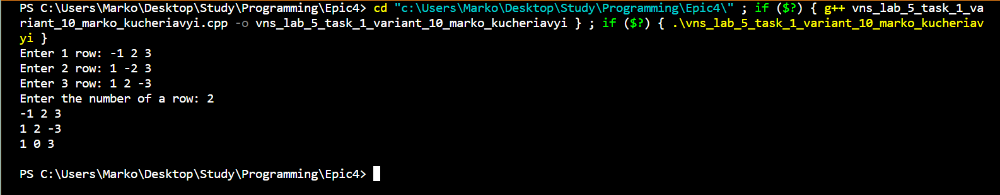 PS C:\Users\Marko\Desktop\Study\Programming\Epic4> cd "c:\Users\Marko\Desktop\Study\Programming\Epic4\" ; if ($?) { g++ vns_lab_5_task_1_va
riant_10_marko_kucheriavyi.cpp -o vns_lab_5_task_1_variant_10_marko_kucheriavyi } ; if ($?) { .\vns_lab_5_task_1_variant_10_marko_kucheriav
yi }
Enter 1 row: -1 2 3
Enter 2 row: 1 -2 3
Enter 3 row: 1 2 -3
Enter the number of a row: 2
-1 2 3
1 2 -3
1 0 3
PS C:\Users\Marko\Desktop\Study\Programming\Epic4>